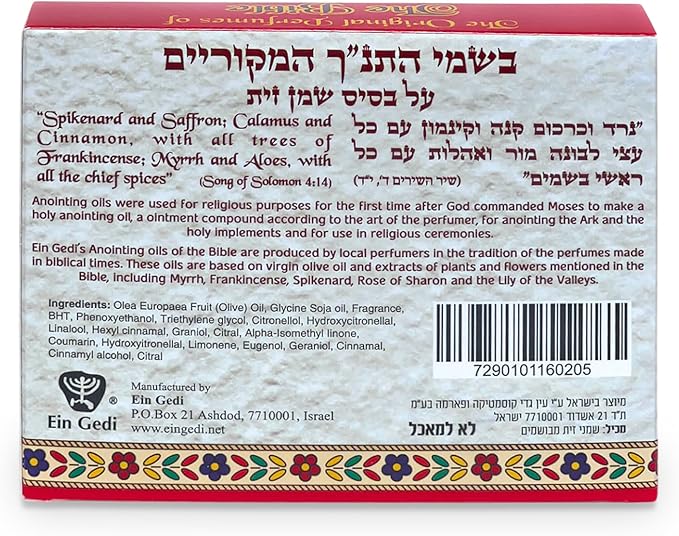 The Original Perfumes of
The Bible
בשמי התנ"ך המקוריים
על בסיס שמן זית
"Spikenard and Saffron; Calamus and
Cinnamon, with all trees of
Frankincense; Myrrh and Aloes, with
all the chief spices" (Song of Solomon 4:14)
"נרד וכרכום קנה וקינמון עם כל
עצי לבונה מור ואהלות עם כל
ראשי בשמים" (שיר השירים ד', י"ד)
Anointing oils were used for religious purposes for the first time after God commanded Moses to make a
holy anointing oil, a ointment compound according to the art of the perfumer, for anointing the Ark and the
holy implements and for use in religious ceremonies.
Ein Gedi's Anointing oils of the Bible are produced by local perfumers in the tradition of the perfumes made
in biblical times. These oils are based on virgin olive oil and extracts of plants and flowers mentioned in the
Bible, including Myrrh, Frankincense, Spikenard, Rose of Sharon and the Lily of the Valleys.
Ingredients: Olea Europaea Fruit (Olive) Oil, Glycine Soja oil, Fragrance,
BHT, Phenoxyethanol, Triethylene glycol, Citronellol, Hydroxycitronellal,
Linalool, Hexyl cinnamal, Graniol, Citral, Alpha-Isomethyl linone,
Coumarin, Hydroxyitronellal, Limonene, Eugenol, Geraniol, Cinnamal,
Cinnamyl alcohol, Citral
7290101160205
® 
Ein Gedi
Manufactured by
Ein Gedi
P.O.Box 21 Ashdod, 7710001, Israel
www.eingedi.net
מיוצר בישראל ע"י עין גדי קוסמטיקה ופארמה בע"מ
ת"ד 21 אשדוד 7710001 ישראל
מכיל: שמני זית מבושמים
לא למאכל